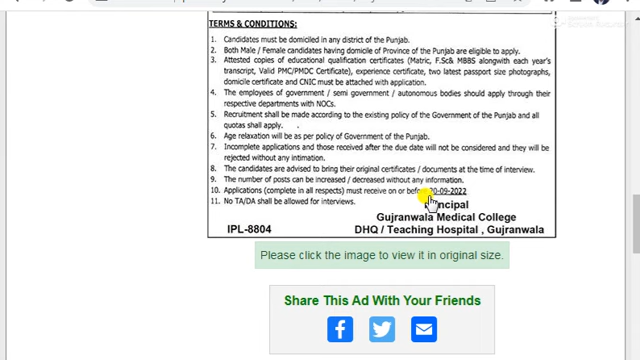 TERMS & CONDITIONS:
1. Candidates must be domiciled in any district of the Punjab.
2. Both Male / Female candidates having domicile of Province of the Punjab are eligible to apply.
3. Attested copies of educational qualification certificates (Matric, F.Sc& MBBS alongwith each year's
transcript, Valid PMC/PMDC Certificate), experience certificate, two latest passport size photographs,
domicile certificate and CNIC must be attached with application.
4. The employees of government / semi government / autonomous bodies should apply through their
respective departments with NOCs.
5. Recruitment shall be made according to the existing policy of the Government of the Punjab and all
quotas shall apply.
6. Age relaxation will be as per policy of Government of the Punjab.
7. Incomplete applications and those received after the due date will not be considered and they will be
rejected without any intimation.
8. The candidates are advised to bring their original certificates / documents at the time of interview.
9. The number of posts can be increased / decreased without any information.
10. Applications (complete in all respects) must receive on or before 20-09-2022
11. No TA/DA shall be allowed for interviews.
Principal
Gujranwala Medical College
IPL-8804 DHQ / Teaching Hospital , Gujranwala
Please click the image to view it in original size.
Share This Ad With Your Friends